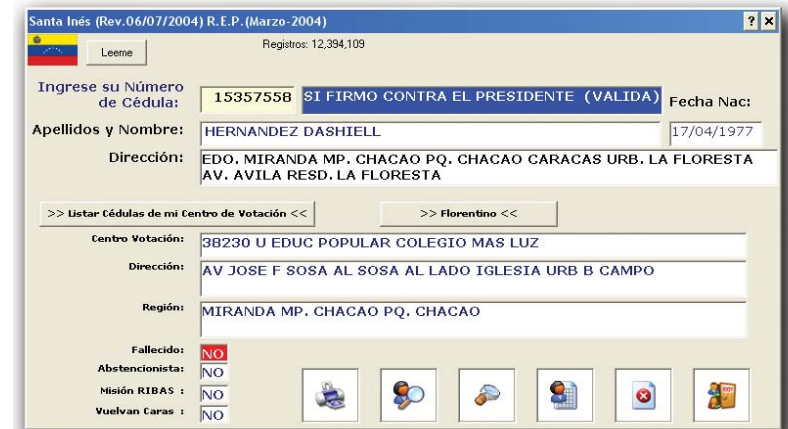 Santa Inés (Rev.06/07/2004) R.E.P.(Marzo-2004)
Leeme
Registros: 12,394,109
Ingrese su Número de Cédula:
15357558 SI FIRMO CONTRA EL PRESIDENTE (VALIDA) Fecha Nac:
Apellidos y Nombre: HERNANDEZ DASHIELL 17/04/1977
Dirección: EDO. MIRANDA MP. CHACAO PQ. CHACAO CARACAS URB. LA FLORESTA
AV. AVILA RESD. LA FLORESTA
>> Listar Cédulas de mi Centro de Votación << >> Florentino <<
Centro Votación: 38230 U EDUC POPULAR COLEGIO MAS LUZ
Dirección: AV JOSE F SOSA AL SOSA AL LADO IGLESIA URB B CAMPO
Región: MIRANDA MP. CHACAO PQ. CHACAO
Fallecido: NO
Abstencionista: NO
Misión RIBAS : NO
Vuelvan Caras : NO
EXIT